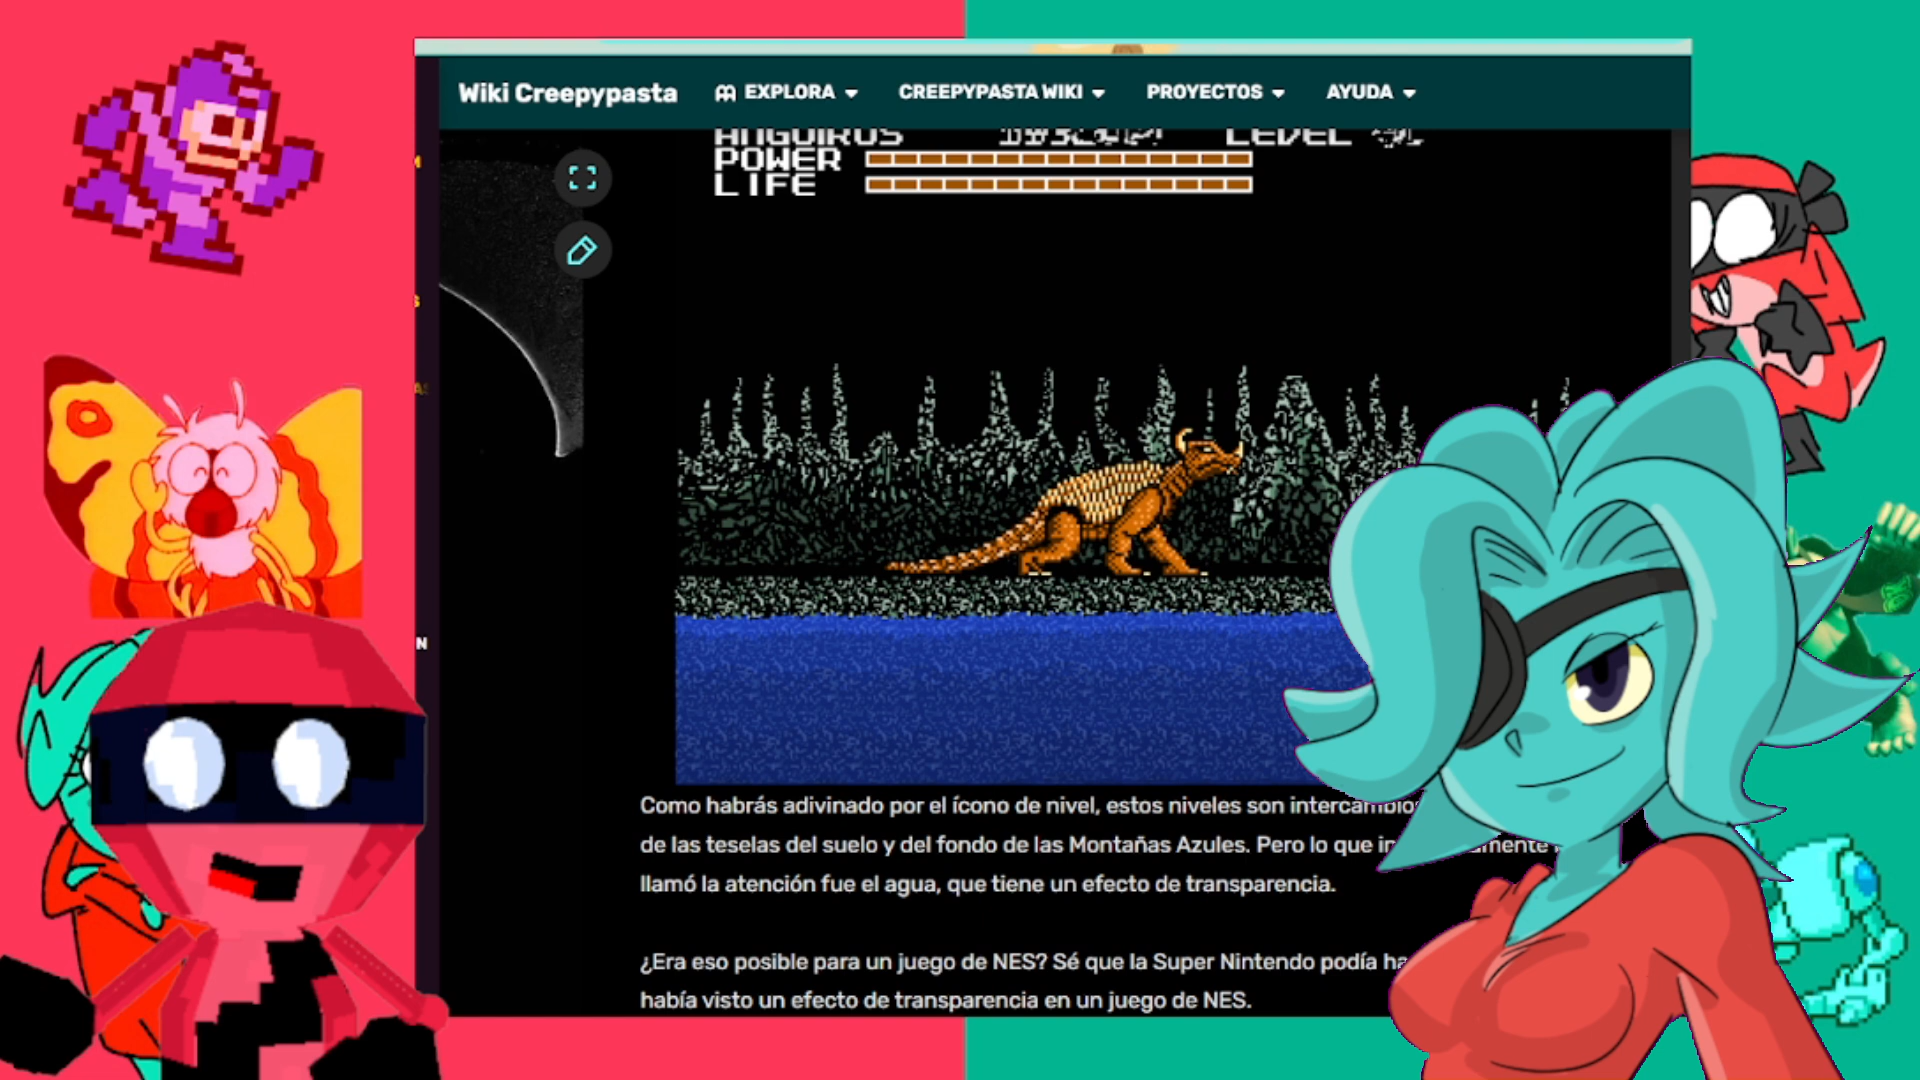 Wiki Creepypasta EXPLORA CREEPYPASTA WIKI PROYECTOS AYUDA
ANGUIRUS LEVEL
POWER
LIFE
N
Como habrás adivinado por el ícono de nivel, estos niveles son intercambios
de las teselas del suelo y del fondo de las Montañas Azules. Pero lo que
llamó la atención fue el agua, que tiene un efecto de transparencia.
¿Era eso posible para un juego de NES? Sé que la Super Nintendo podía
había visto un efecto de transparencia en un juego de NES.